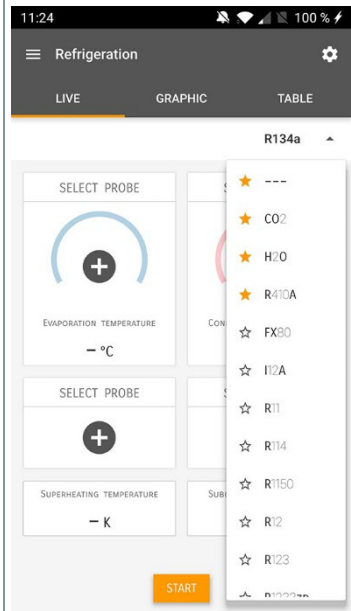 11:24 100 %
Refrigeration
LIVE GRAPHIC TABLE
R134a
SELECT PROBE
EVAPORATION TEMPERATURE
– °C
SELECT PROBE
SUPERHEATING TEMPERATURE
– K
START
---
CO2
H2O
R410A
FX80
I12A
R11
R114
R1150
R12
R123